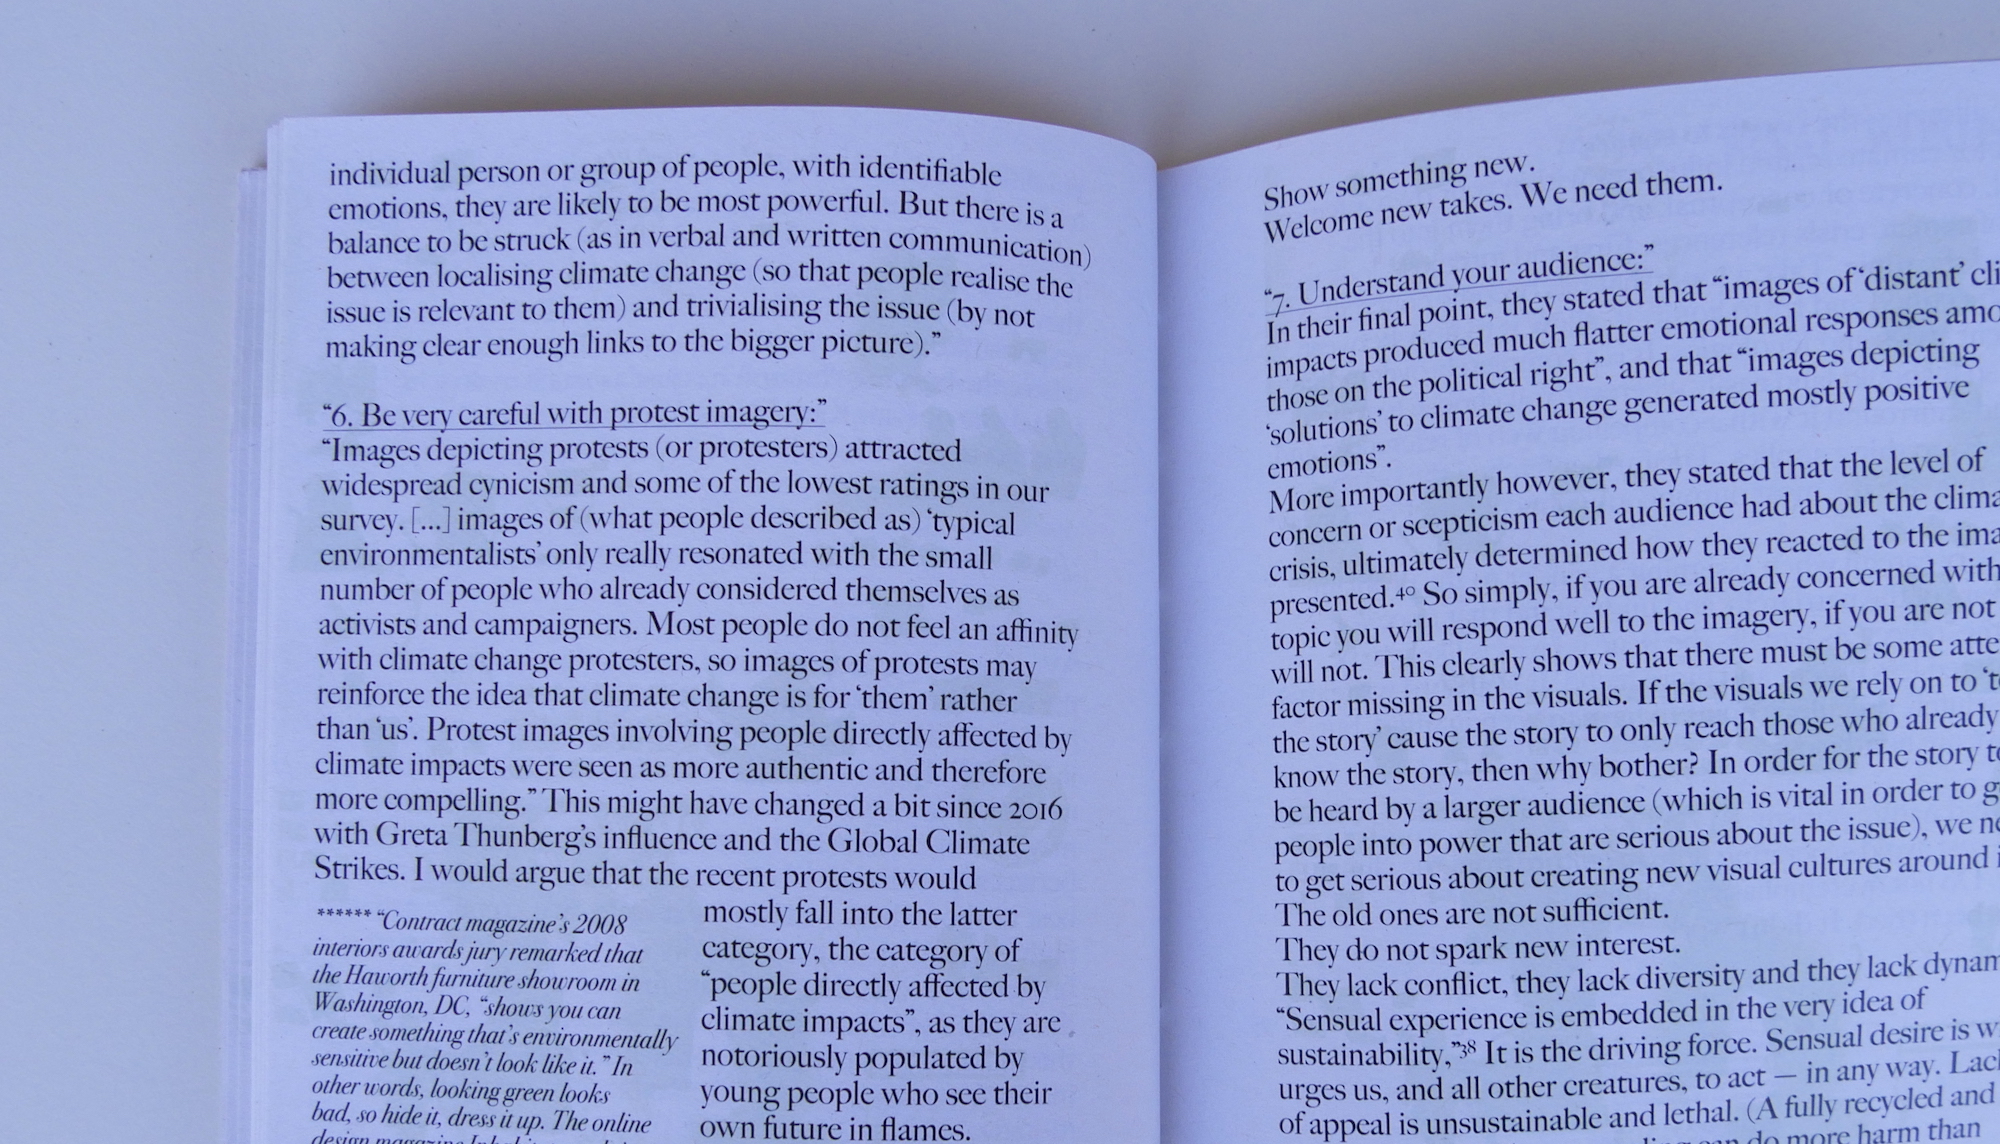 individual person or group of people, with identifiable
emotions, they are likely to be most powerful. But there is a
balance to be struck (as in verbal and written communication)
between localising climate change (so that people realise the
issue is relevant to them) and trivialising the issue (by not
making clear enough links to the bigger picture).”
“6. Be very careful with protest imagery:”
“Images depicting protests (or protesters) attracted
widespread cynicism and some of the lowest ratings in our
survey. [...] images of (what people described as) ‘typical
environmentalists’ only really resonated with the small
number of people who already considered themselves as
activists and campaigners. Most people do not feel an affinity
with climate change protesters, so images of protests may
reinforce the idea that climate change is for ‘them’ rather
than ‘us’. Protest images involving people directly affected by
climate impacts were seen as more authentic and therefore
more compelling.” This might have changed a bit since 2016
with Greta Thunberg’s influence and the Global Climate
Strikes. I would argue that the recent protests would
mostly fall into the latter
category, the category of
“people directly affected by
climate impacts”, as they are
notoriously populated by
young people who see their
own future in flames.
****** “Contract magazine’s 2008
interiors awards jury remarked that
the Haworth furniture showroom in
Washington, DC, “shows you can
create something that’s environmentally
sensitive but doesn’t look like it.” In
other words, looking green looks
bad, so hide it, dress it up. The online
design magazine
Show something new.
Welcome new takes. We need them.
“7. Understand your audience:”
In their final point, they stated that “images of ‘distant’ cli
impacts produced much flatter emotional responses amo
those on the political right”, and that “images depicting
‘solutions’ to climate change generated mostly positive
emotions”.
More importantly however, they stated that the level of
concern or scepticism each audience had about the clima
crisis, ultimately determined how they reacted to the ima
presented.⁴⁰ So simply, if you are already concerned with
topic you will respond well to the imagery, if you are not
will not. This clearly shows that there must be some atte
factor missing in the visuals. If the visuals we rely on to ‘t
the story’ cause the story to only reach those who already
know the story, then why bother? In order for the story t
be heard by a larger audience (which is vital in order to g
people into power that are serious about the issue), we ne
to get serious about creating new visual cultures around i
The old ones are not sufficient.
They do not spark new interest.
They lack conflict, they lack diversity and they lack dynam
“Sensual experience is embedded in the very idea of
sustainability,”³⁸ It is the driving force. Sensual desire is w
urges us, and all other creatures, to act — in any way. Lac
of appeal is unsustainable and lethal. (A fully recycled and
can do more harm than